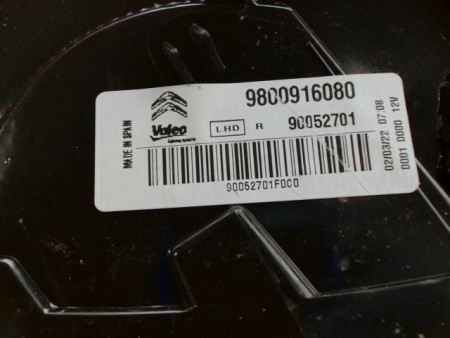 9800916080
Valeo
LHD R 90052701
90052701F0C0
MADE IN SPAIN
02/03/22 07:08
0001 0000 12V